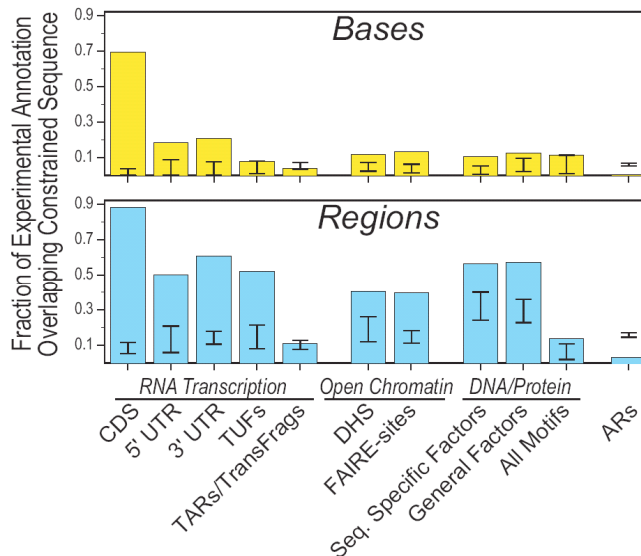 Fraction of Experimental Annotation
Overlapping Constrained Sequence
Bases
0.9
0.7
0.5
0.3
0.1
Regions
0.9
0.7
0.5
0.3
0.1
RNA Transcription
Open Chromatin
DNA/Protein
CDS
5' UTR
3' UTR
TUFs
TARs/TransFrags
DHS
FAIRE-sites
Seq. Specific Factors
General Factors
All Motifs
ARs